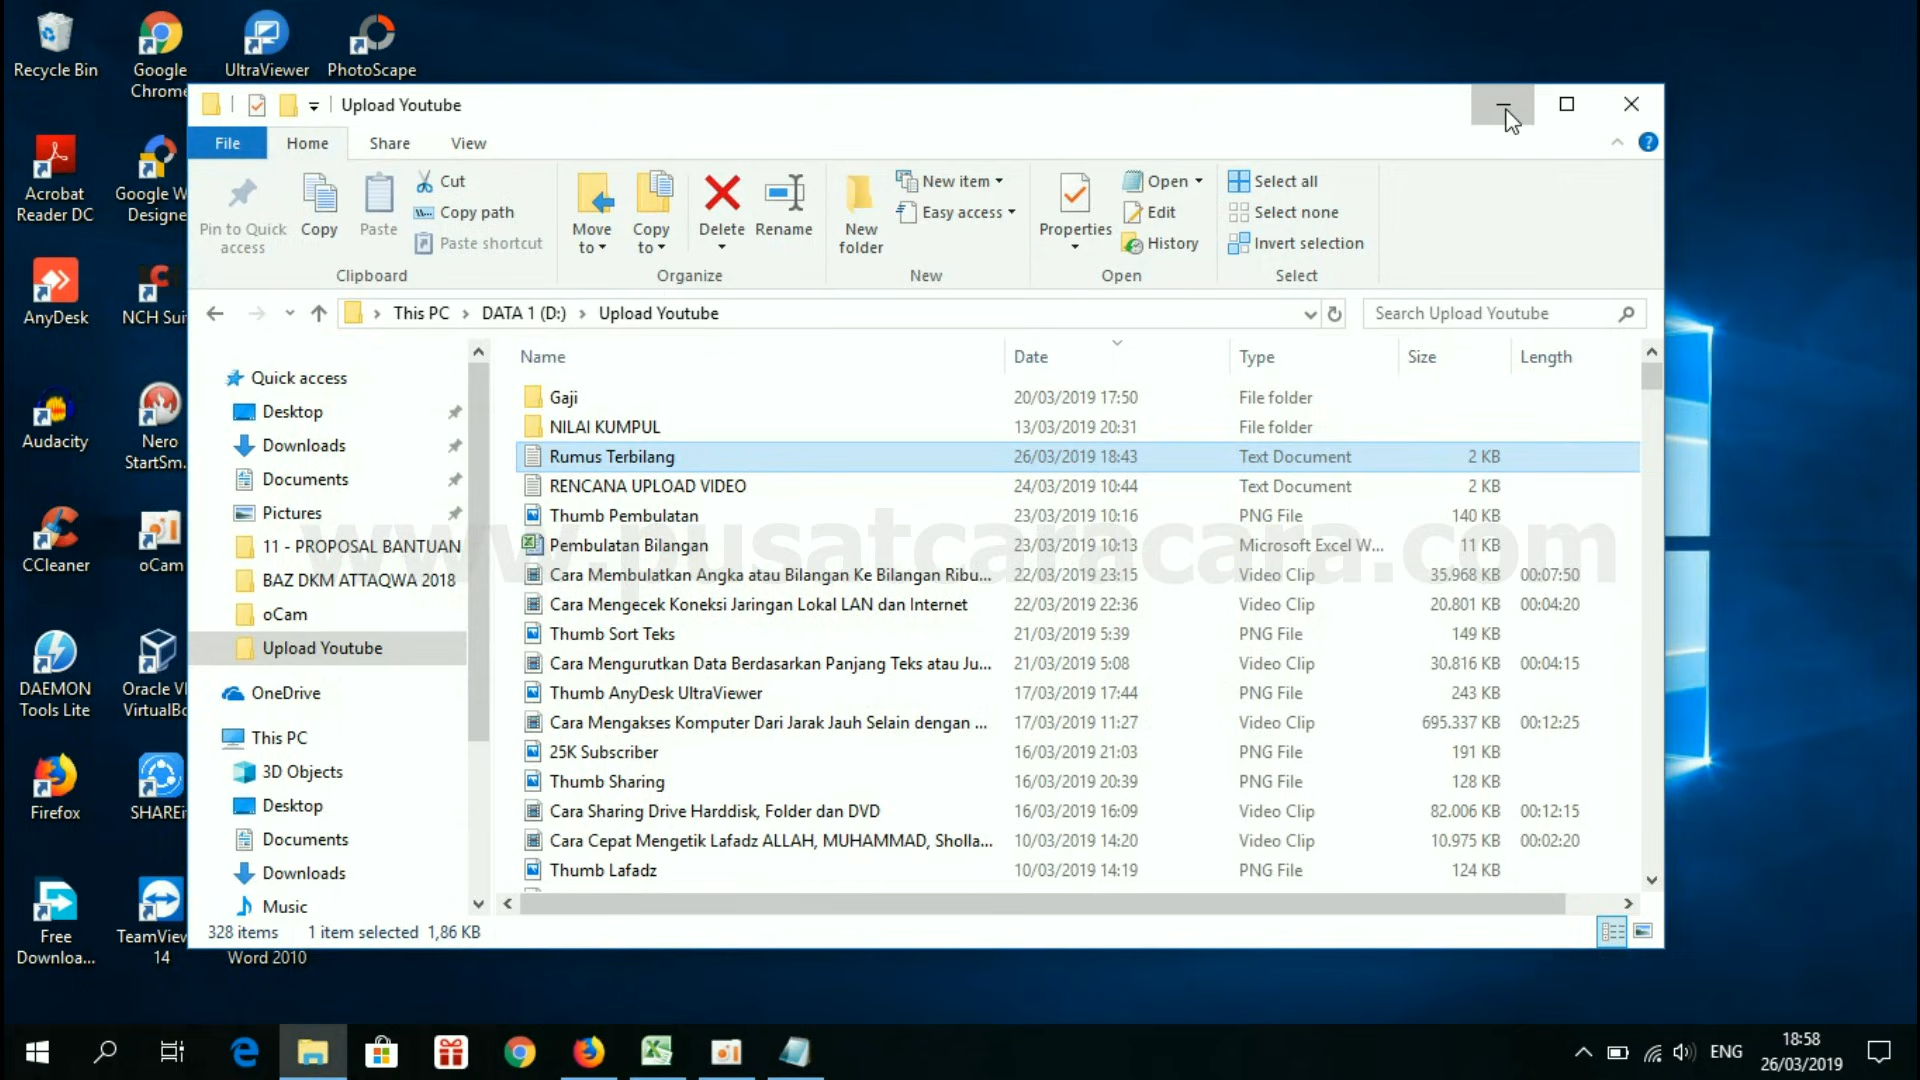 Recycle Bin
Google
Chrome
UltraViewer
PhotoScape
Acrobat
Reader DC
Google W
Designe
AnyDesk
NCH Sui
Audacity
Nero
StartSm...
CCleaner
oCam
DAEMON
Tools Lite
Oracle V
VirtualBo
Firefox
SHAREi
Free
Downloa...
TeamView
14
Word 2010
Upload Youtube
File Home Share View
Pin to Quick
access
Copy
Paste
Cut
Copy path
Paste shortcut
Clipboard
Move
to
Copy
to
Delete
Rename
Organize
New
folder
New item
Easy access
New
Properties
Open
Edit
History
Open
Select all
Select none
Invert selection
Select
This PC > DATA 1 (D:) > Upload Youtube
Search Upload Youtube
Quick access
Desktop
Downloads
Documents
Pictures
11 - PROPOSAL BANTUAN
BAZ DKM ATTAQWA 2018
oCam
Upload Youtube
OneDrive
This PC
3D Objects
Desktop
Documents
Downloads
Music
Name Date Type Size Length
Gaji 20/03/2019 17:50 File folder
NILAI KUMPUL 13/03/2019 20:31 File folder
Rumus Terbilang 26/03/2019 18:43 Text Document 2 KB
RENCANA UPLOAD VIDEO 24/03/2019 10:44 Text Document 2 KB
Thumb Pembulatan 23/03/2019 10:16 PNG File 140 KB
Pembulatan Bilangan 23/03/2019 10:13 Microsoft Excel W... 11 KB
Cara Membulatkan Angka atau Bilangan Ke Bilangan Ribu... 22/03/2019 23:15 Video Clip 35.968 KB 00:07:50
Cara Mengecek Koneksi Jaringan Lokal LAN dan Internet 22/03/2019 22:36 Video Clip 20.801 KB 00:04:20
Thumb Sort Teks 21/03/2019 5:39 PNG File 149 KB
Cara Mengurutkan Data Berdasarkan Panjang Teks atau Ju... 21/03/2019 5:08 Video Clip 30.816 KB 00:04:15
Thumb AnyDesk UltraViewer 17/03/2019 17:44 PNG File 243 KB
Cara Mengakses Komputer Dari Jarak Jauh Selain dengan ... 17/03/2019 11:27 Video Clip 695.337 KB 00:12:25
25K Subscriber 16/03/2019 21:03 PNG File 191 KB
Thumb Sharing 16/03/2019 20:39 PNG File 128 KB
Cara Sharing Drive Harddisk, Folder dan DVD 16/03/2019 16:09 Video Clip 82.006 KB 00:12:15
Cara Cepat Mengetik Lafadz ALLAH, MUHAMMAD, Sholla... 10/03/2019 14:20 Video Clip 10.975 KB 00:02:20
Thumb Lafadz 10/03/2019 14:19 PNG File 124 KB
www.pusatcaracara.com
328 items 1 item selected 1,86 KB
ENG
18:58
26/03/2019